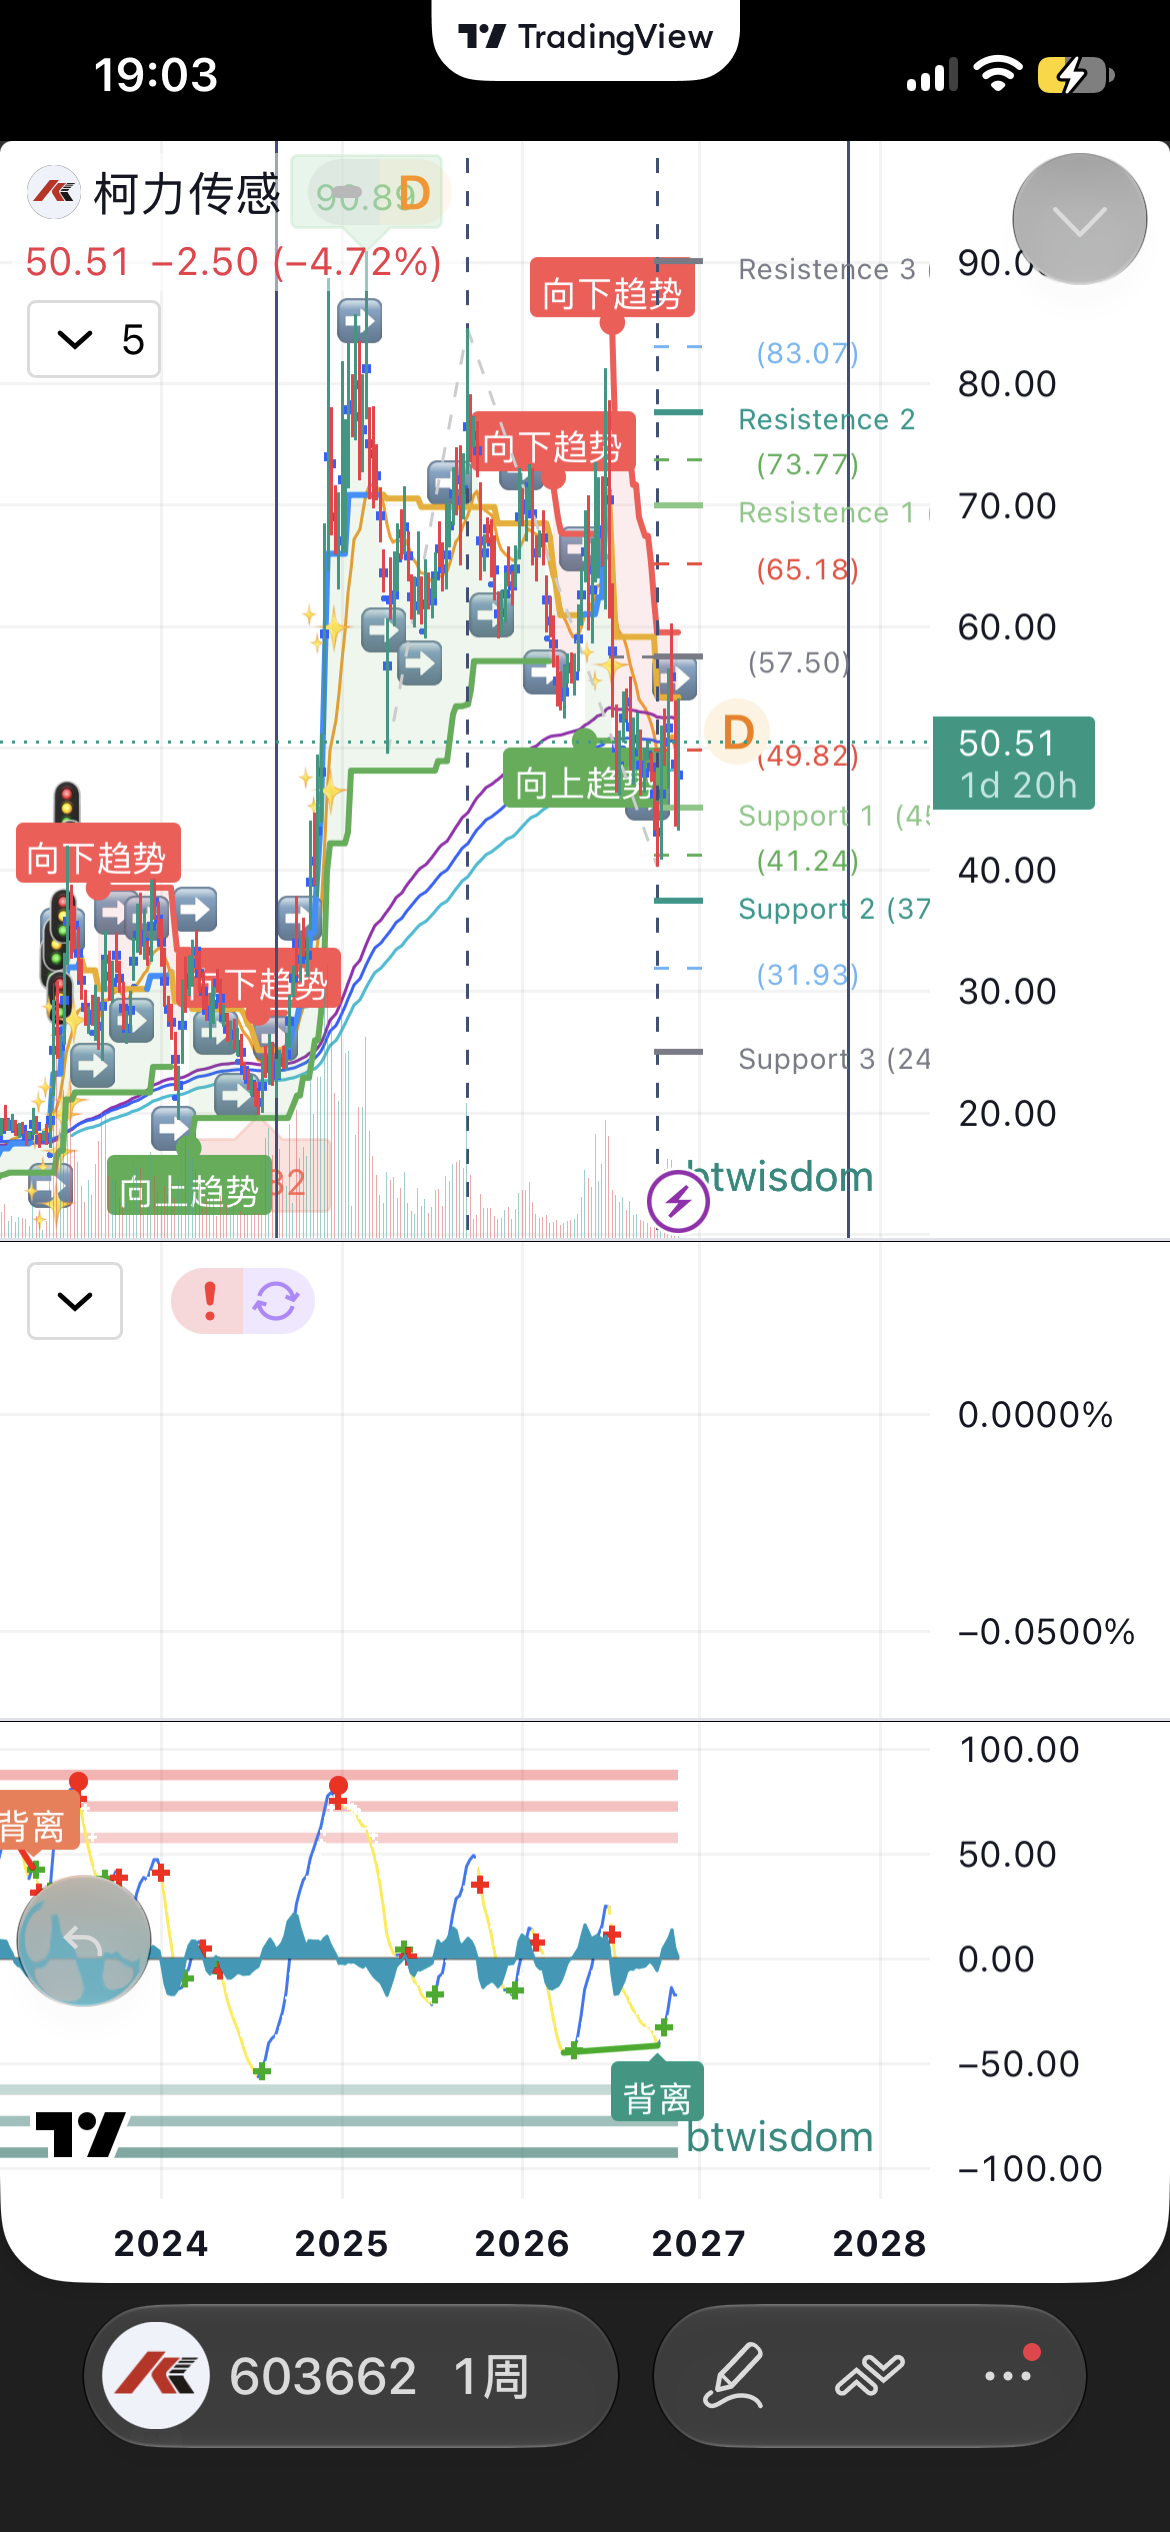 TradingView
19:03
柯力传感
D
50.51 −2.50 (−4.72%)
5
向下趋势
Resistence 3
(83.07)
80.00
Resistence 2
向下趋势
(73.77)
70.00
Resistence 1
(65.18)
60.00
(57.50)
D
50.51
(49.82)
1d 20h
向上趋势
Support 1
(41.24)
40.00
向下趋势
Support 2 (37
(31.93)
30.00
下趋势
Support 3 (24
20.00
向上趋势
btwisdom
0.0000%
−0.0500%
100.00
背离
50.00
0.00
−50.00
背离
btwisdom
−100.00
2024 2025 2026 2027 2028
603662 1周